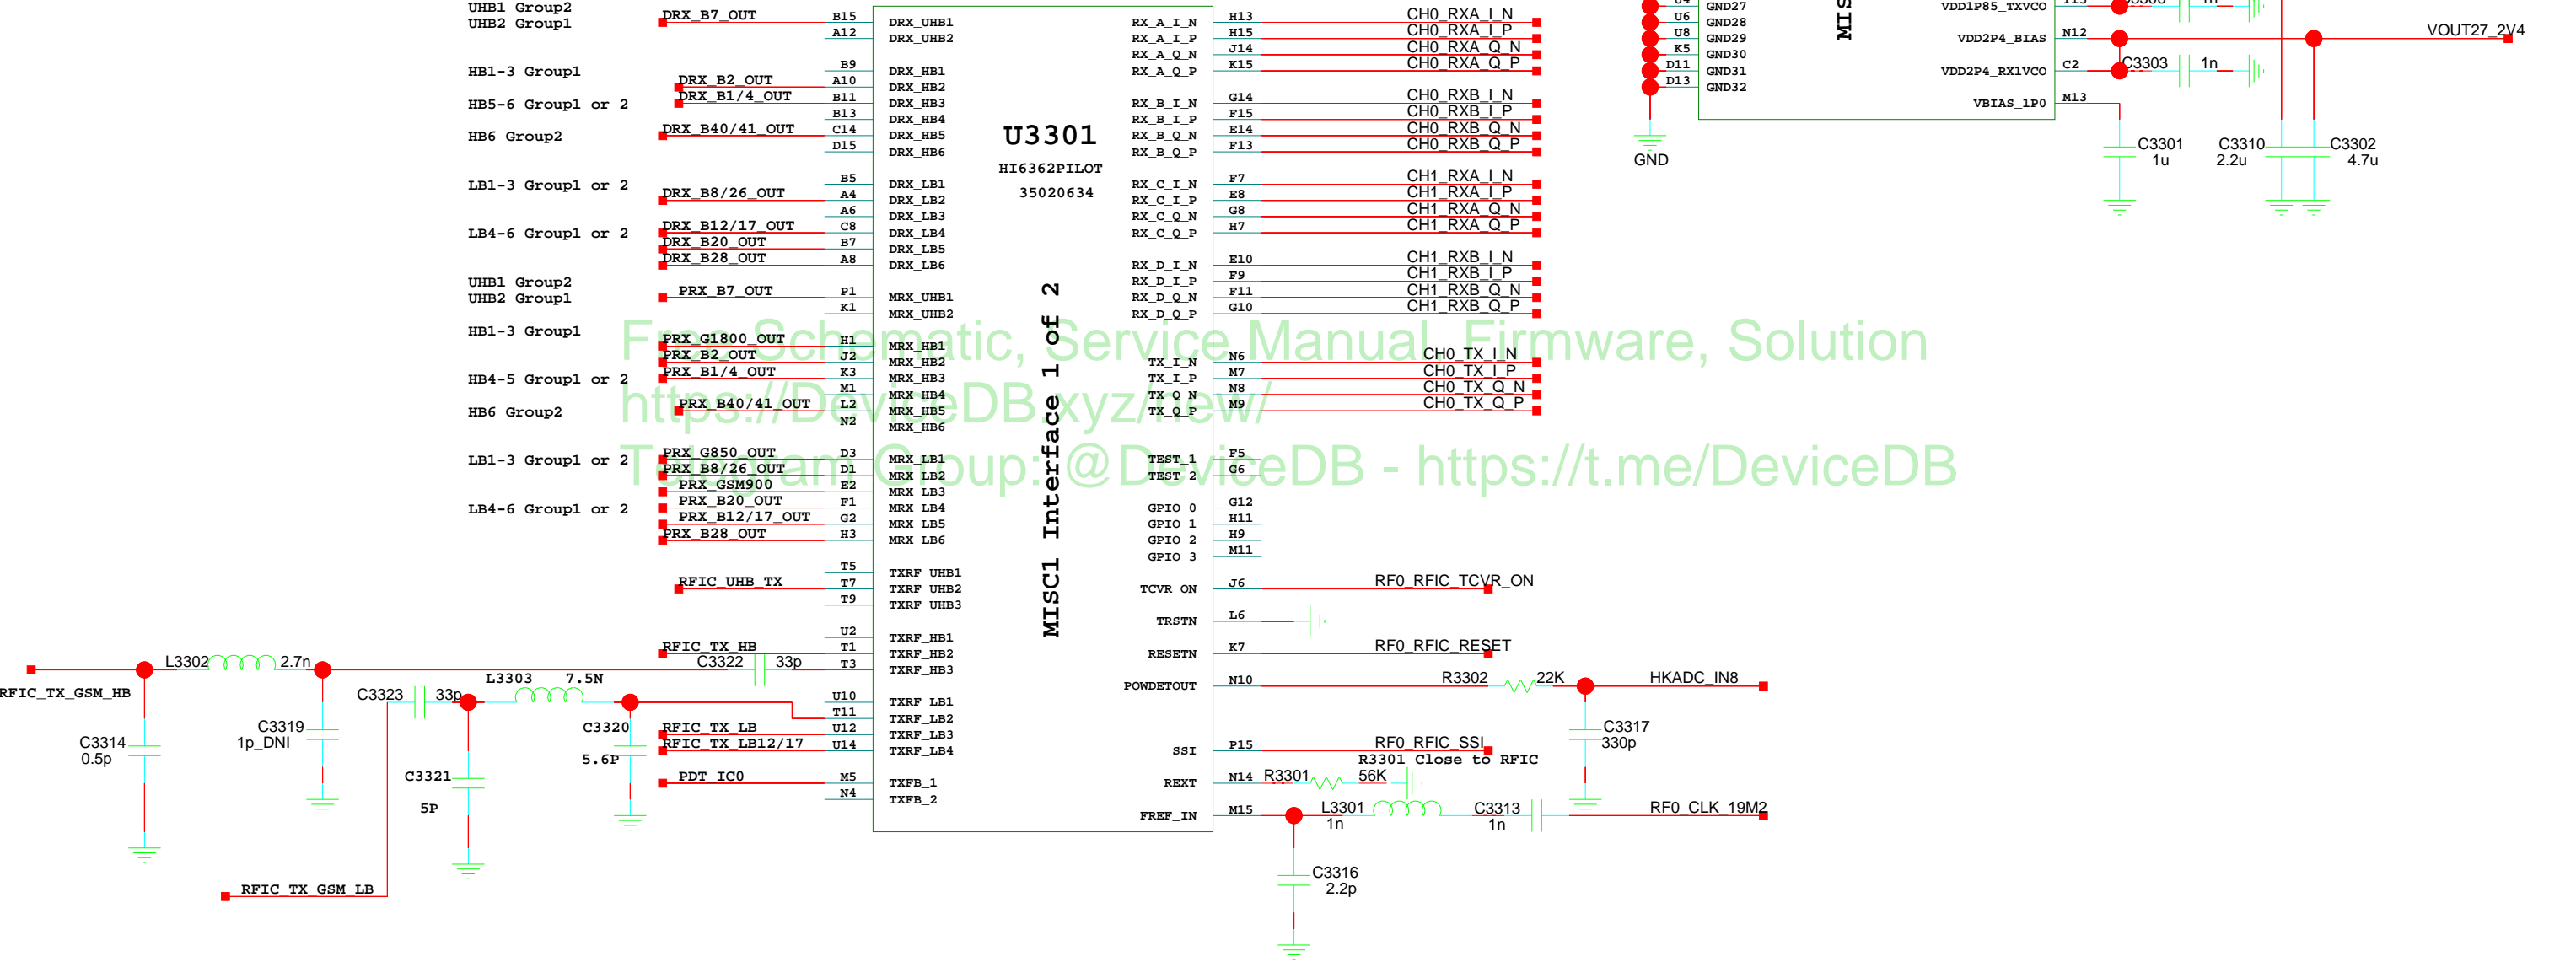 UHB1 Group2
UHB2 Group1
HB1-3 Group1
HB5-6 Group1 or 2
HB6 Group2
LB1-3 Group1 or 2
LB4-6 Group1 or 2
UHB1 Group2
UHB2 Group1
HB1-3 Group1
HB4-5 Group1 or 2
HB6 Group2
LB1-3 Group1 or 2
LB4-6 Group1 or 2
DRX_B7_OUT B15 DRX_UHB1
A12 DRX_UHB2
B9 DRX_HB1
DRX_B2_OUT A10 DRX_HB2
DRX_B1/4_OUT B11 DRX_HB3
B13 DRX_HB4
DRX_B40/41_OUT C14 DRX_HB5
D15 DRX_HB6
B5 DRX_LB1
DRX_B8/26_OUT A4 DRX_LB2
A6 DRX_LB3
DRX_B12/17_OUT C8 DRX_LB4
DRX_B20_OUT B7 DRX_LB5
DRX_B28_OUT A8 DRX_LB6
PRX_B7_OUT P1 MRX_UHB1
K1 MRX_UHB2
PRX_G1800_OUT H1 MRX_HB1
PRX_B2_OUT J2 MRX_HB2
PRX_B1/4_OUT K3 MRX_HB3
M1 MRX_HB4
PRX_B40/41_OUT L2 MRX_HB5
N2 MRX_HB6
PRX_G850_OUT D3 MRX_LB1
PRX_B8/26_OUT D1 MRX_LB2
PRX_GSM900 E2 MRX_LB3
PRX_B20_OUT F1 MRX_LB4
PRX_B12/17_OUT G2 MRX_LB5
PRX_B28_OUT H3 MRX_LB6
T5 TXRF_UHB1
RFIC_UHB_TX T7 TXRF_UHB2
T9 TXRF_UHB3
U2 TXRF_HB1
RFIC_TX_HB T1 TXRF_HB2
C3322 33p T3 TXRF_HB3
U10 TXRF_LB1
T11 TXRF_LB2
RFIC_TX_LB U12 TXRF_LB3
RFIC_TX_LB12/17 U14 TXRF_LB4
PDT_IC0 M5 TXFB_1
N4 TXFB_2
U3301
HI6362PILOT
35020634
MISC1 Interface 1 of 2
RX_A_I_N H13 CH0_RXA_I_N
RX_A_I_P H15 CH0_RXA_I_P
RX_A_Q_N J14 CH0_RXA_Q_N
RX_A_Q_P K15 CH0_RXA_Q_P
RX_B_I_N G14 CH0_RXB_I_N
RX_B_I_P F15 CH0_RXB_I_P
RX_B_Q_N E14 CH0_RXB_Q_N
RX_B_Q_P F13 CH0_RXB_Q_P
RX_C_I_N F7 CH1_RXA_I_N
RX_C_I_P E8 CH1_RXA_I_P
RX_C_Q_N G8 CH1_RXA_Q_N
RX_C_Q_P H7 CH1_RXA_Q_P
RX_D_I_N E10 CH1_RXB_I_N
RX_D_I_P F9 CH1_RXB_I_P
RX_D_Q_N F11 CH1_RXB_Q_N
RX_D_Q_P G10 CH1_RXB_Q_P
TX_I_N N6 CH0_TX_I_N
TX_I_P M7 CH0_TX_I_P
TX_Q_N N8 CH0_TX_Q_N
TX_Q_P M9 CH0_TX_Q_P
TEST_1 F5
TEST_2 G6
GPIO_0 G12
GPIO_1 H11
GPIO_2 H9
GPIO_3 M11
TCVR_ON J6 RF0_RFIC_TCVR_ON
TRSTN L6
RESETN K7 RF0_RFIC_RESET
POWDETOUT N10 R3302 22K HKADC_IN8
C3317
330p
SSI P15 RF0_RFIC_SSI
R3301 Close to RFIC
REXT N14 R3301 56K
FREF_IN M15 L3301 1n C3313 1n RF0_CLK_19M2
C3316
2.2p
RFIC_TX_GSM_HB
L3302 2.7n
C3314
0.5p
C3319
1p_DNI
C3323 33p
L3303 7.5N
C3320
5.6P
C3321
5P
RFIC_TX_GSM_LB
GND27
U6 GND28
U8 GND29
K5 GND30
D11 GND31
D13 GND32
GND
MIS
VDD1P85_TXVCO
VDD2P4_BIAS N12 VOUT27_2V4
VDD2P4_RX1VCO C2 C3303 1n
VBIAS_1P0 M13
C3301
1u
C3310
2.2u
C3302
4.7u
Free Schematic, Service Manual, Firmware, Solution
https://DeviceDB.xyz/new/
Telegram Group: @DeviceDB - https://t.me/DeviceDB